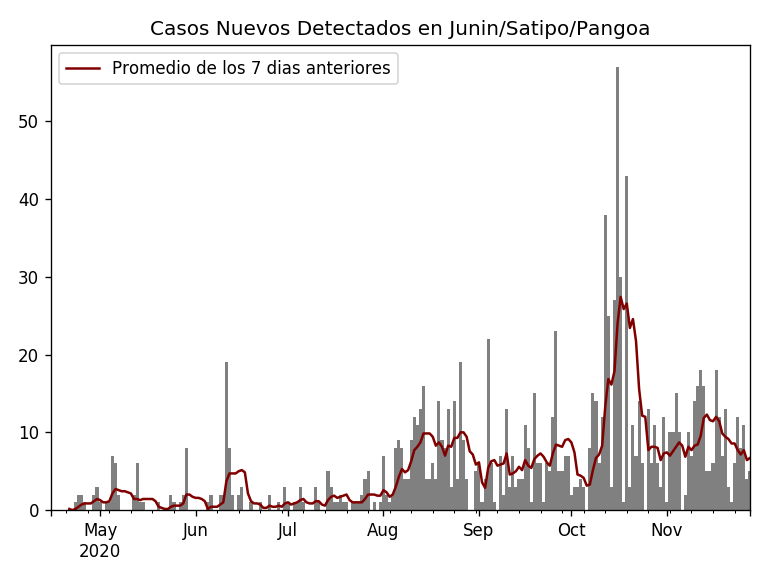 Casos Nuevos Detectados en Junin/Satipo/Pangoa
Promedio de los 7 dias anteriores
50
40
30
20
10
0
May Jun Jul Aug Sep Oct Nov
2020